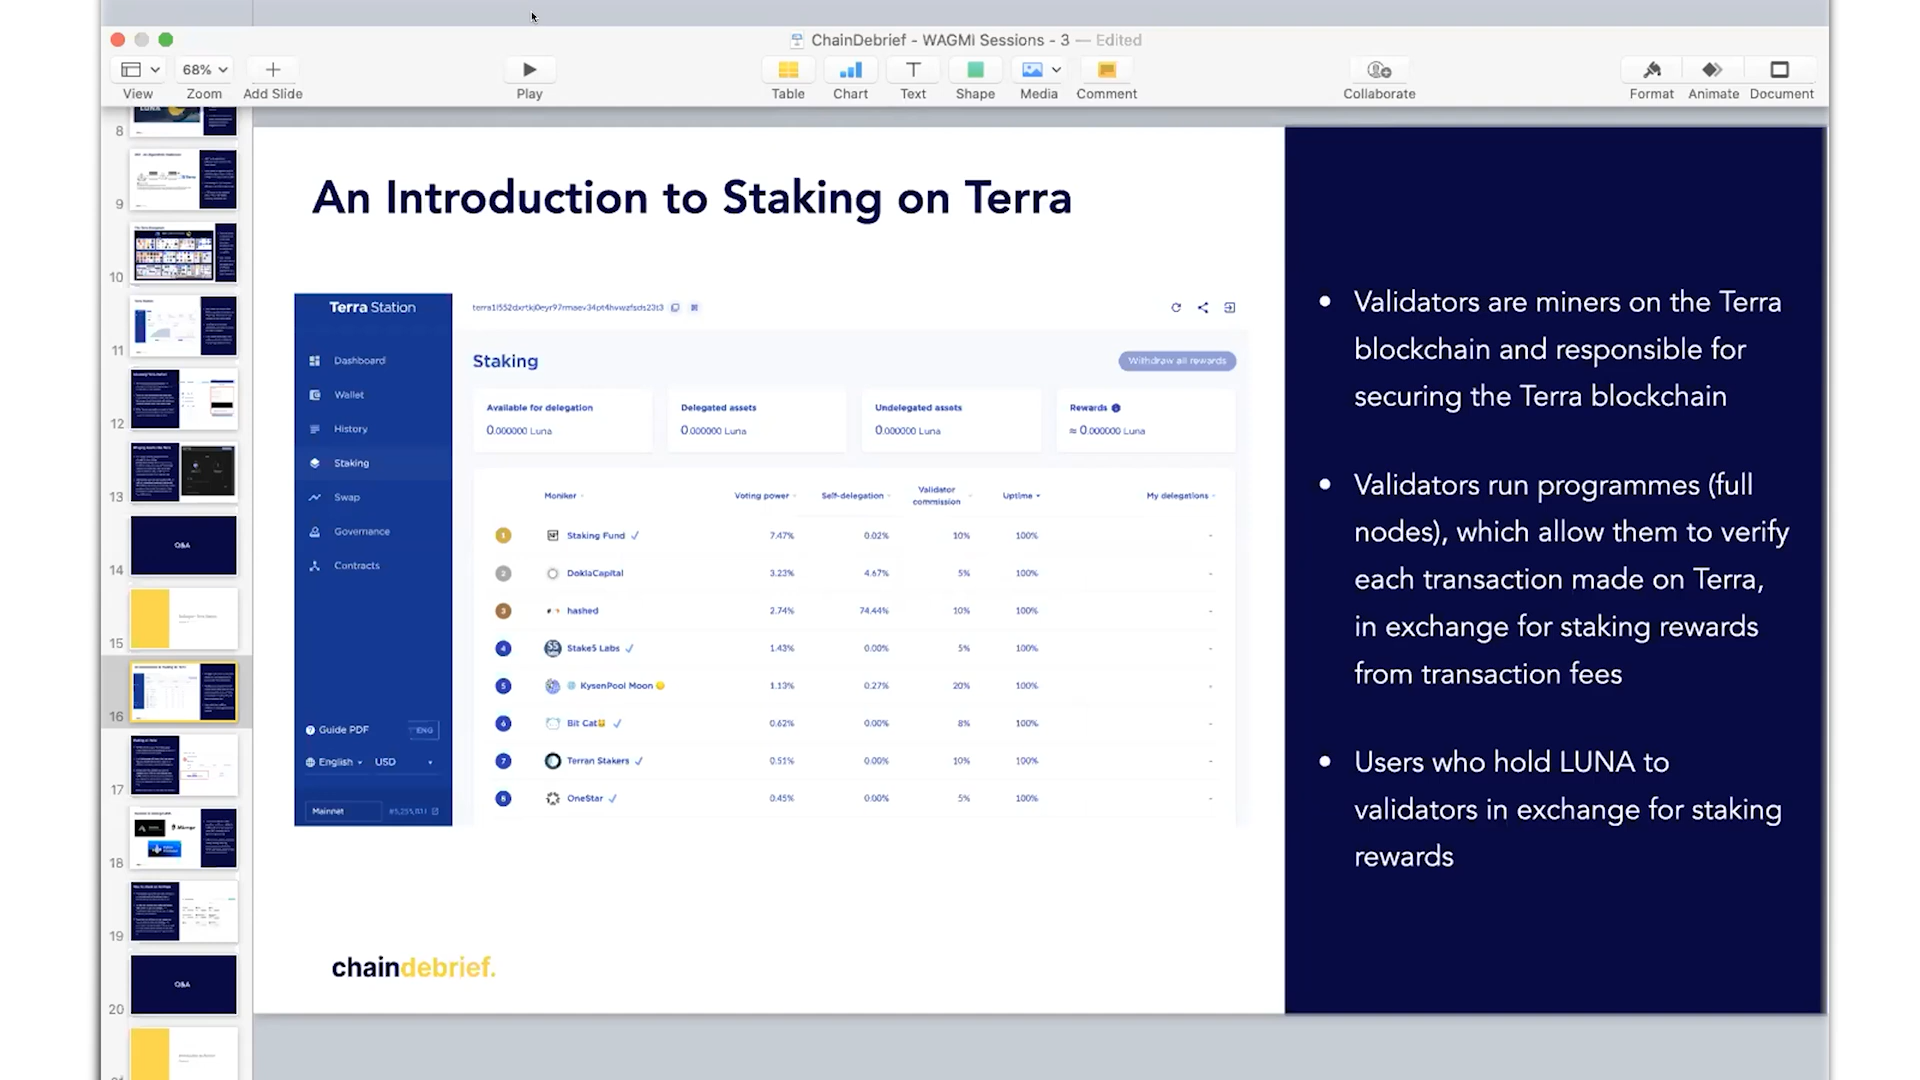 ChainDebrief - WAGMI Sessions - 3 — Edited
68%
View Zoom Add Slide Play Table Chart Text Shape Media Comment Collaborate Format Animate Document
8
9
10
11
12
13
14
Q&A
15
16
17
18
19
20
Q&A
An Introduction to Staking on Terra
Terra Station
Dashboard
Wallet
History
Staking
Swap
Governance
Contracts
Guide PDF
ENG
English USD
Mainnet
Staking
Withdraw all rewards
Available for delegation
0.000000 Luna
Delegated assets
0.000000 Luna
Undelegated assets
0.000000 Luna
Rewards
≈ 0.000000 Luna
Moniker Voting power Self-delegation Validator commission Uptime My delegations
1 Staking Fund 7.47% 0.02% 10% 100% -
2 DoklaCapital 3.23% 4.67% 5% 100% -
3 hashed 2.74% 74.44% 10% 100% -
4 Stake5 Labs 1.43% 0.00% 5% 100% -
5 KysenPool Moon 1.13% 0.27% 20% 100% -
6 Bit Cat 0.62% 0.00% 8% 100% -
7 Terran Stakers 0.51% 0.00% 10% 100% -
8 OneStar 0.45% 0.00% 5% 100% -
chaindebrief.
• Validators are miners on the Terra
blockchain and responsible for
securing the Terra blockchain
• Validators run programmes (full
nodes), which allow them to verify
each transaction made on Terra,
in exchange for staking rewards
from transaction fees
• Users who hold LUNA to
validators in exchange for staking
rewards